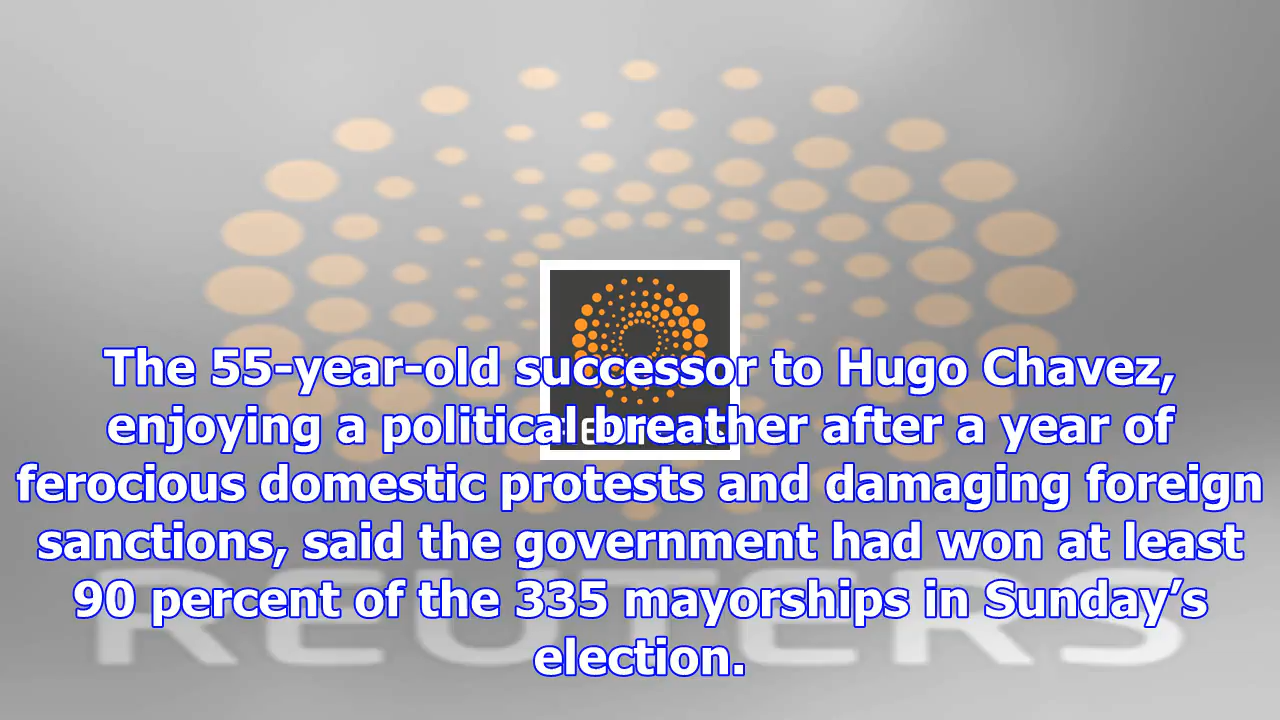 The 55-year-old successor to Hugo Chavez,
enjoying a political breather after a year of
ferocious domestic protests and damaging foreign
sanctions, said the government had won at least
90 percent of the 335 mayorships in Sunday’s
election.
REUTERS